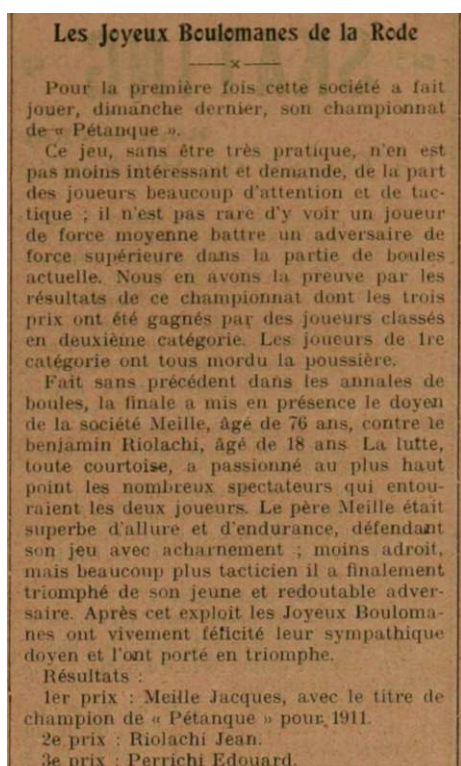 Les Joyeux Boulomanes de la Rode
Pour la première fois cette société a fait
jouer, dimanche dernier, son championnat
de « Pétanque ».
Ce jeu, sans être très pratique, n'en est
pas moins intéressant et demande, de la part
des joueurs beaucoup d'attention et de tac-
tique ; il n'est pas rare d'y voir un joueur
de force moyenne battre un adversaire de
force supérieure dans la partie de boules
actuelle. Nous en avons la preuve par les
résultats de ce championnat dont les trois
prix ont été gagnés par des joueurs classés
en deuxième catégorie. Les joueurs de 1re
catégorie ont tous mordu la poussière.
Fait sans précédent dans les annales de
boules, la finale a mis en présence le doyen
de la société Meille, âgé de 76 ans, contre le
benjamin Riolachi, âgé de 18 ans. La lutte,
toute courtoise, a passionné au plus haut
point les nombreux spectateurs qui entou-
raient les deux joueurs. Le père Meille était
superbe d'allure et d'endurance, défendant
son jeu avec acharnement ; moins adroit,
mais beaucoup plus tacticien il a finalement
triomphé de son jeune et redoutable adver-
saire. Après cet exploit les Joyeux Bouloma-
nes ont vivement féficité leur sympathique
doyen et l'ont porté en triomphe.
Résultats :
1er prix : Meille Jacques, avec le titre de
champion de « Pétanque » pour 1911.
2e prix : Riolachi Jean.
3e prix : Perrichi Edouard.